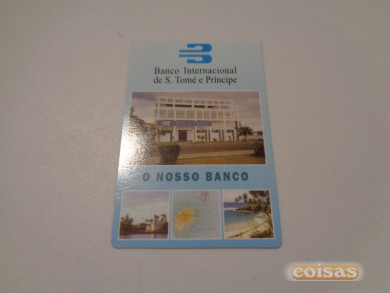 Banco Internacional
de S. Tomé e Príncipe
O NOSSO BANCO
coisas